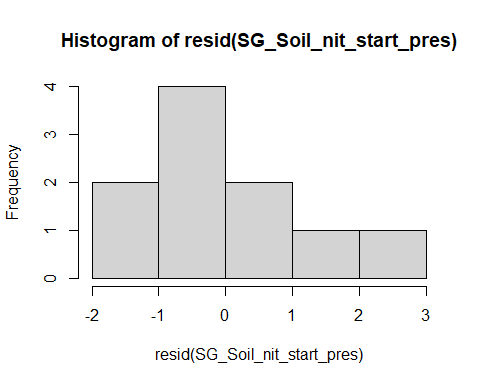 Histogram of resid(SG_Soil_nit_start_pres)
Frequency
4
3
2
1
0
-2 -1 0 1 2 3
resid(SG_Soil_nit_start_pres)